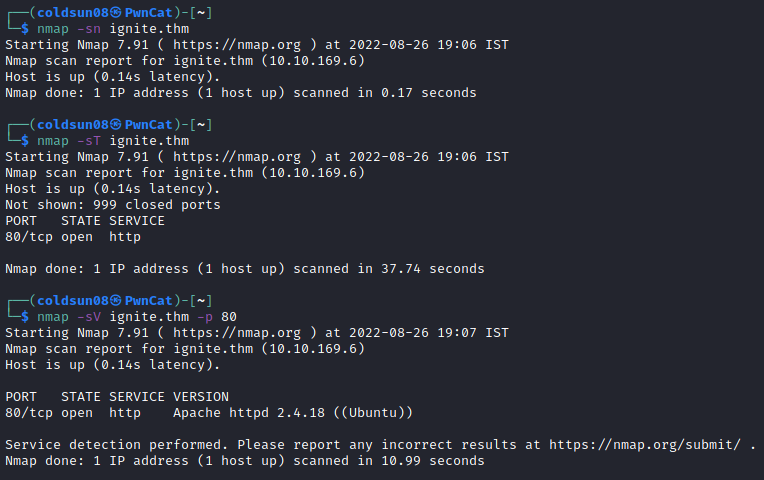 ┌──(coldsun08㉿PwnCat)-[~]
└─$ nmap -sn ignite.thm
Starting Nmap 7.91 ( https://nmap.org ) at 2022-08-26 19:06 IST
Nmap scan report for ignite.thm (10.10.169.6)
Host is up (0.14s latency).
Nmap done: 1 IP address (1 host up) scanned in 0.17 seconds
┌──(coldsun08㉿PwnCat)-[~]
└─$ nmap -sT ignite.thm
Starting Nmap 7.91 ( https://nmap.org ) at 2022-08-26 19:06 IST
Nmap scan report for ignite.thm (10.10.169.6)
Host is up (0.14s latency).
Not shown: 999 closed ports
PORT   STATE SERVICE
80/tcp open  http
Nmap done: 1 IP address (1 host up) scanned in 37.74 seconds
┌──(coldsun08㉿PwnCat)-[~]
└─$ nmap -sV ignite.thm -p 80
Starting Nmap 7.91 ( https://nmap.org ) at 2022-08-26 19:07 IST
Nmap scan report for ignite.thm (10.10.169.6)
Host is up (0.14s latency).
PORT   STATE SERVICE VERSION
80/tcp open  http    Apache httpd 2.4.18 ((Ubuntu))
Service detection performed. Please report any incorrect results at https://nmap.org/submit/ .
Nmap done: 1 IP address (1 host up) scanned in 10.99 seconds